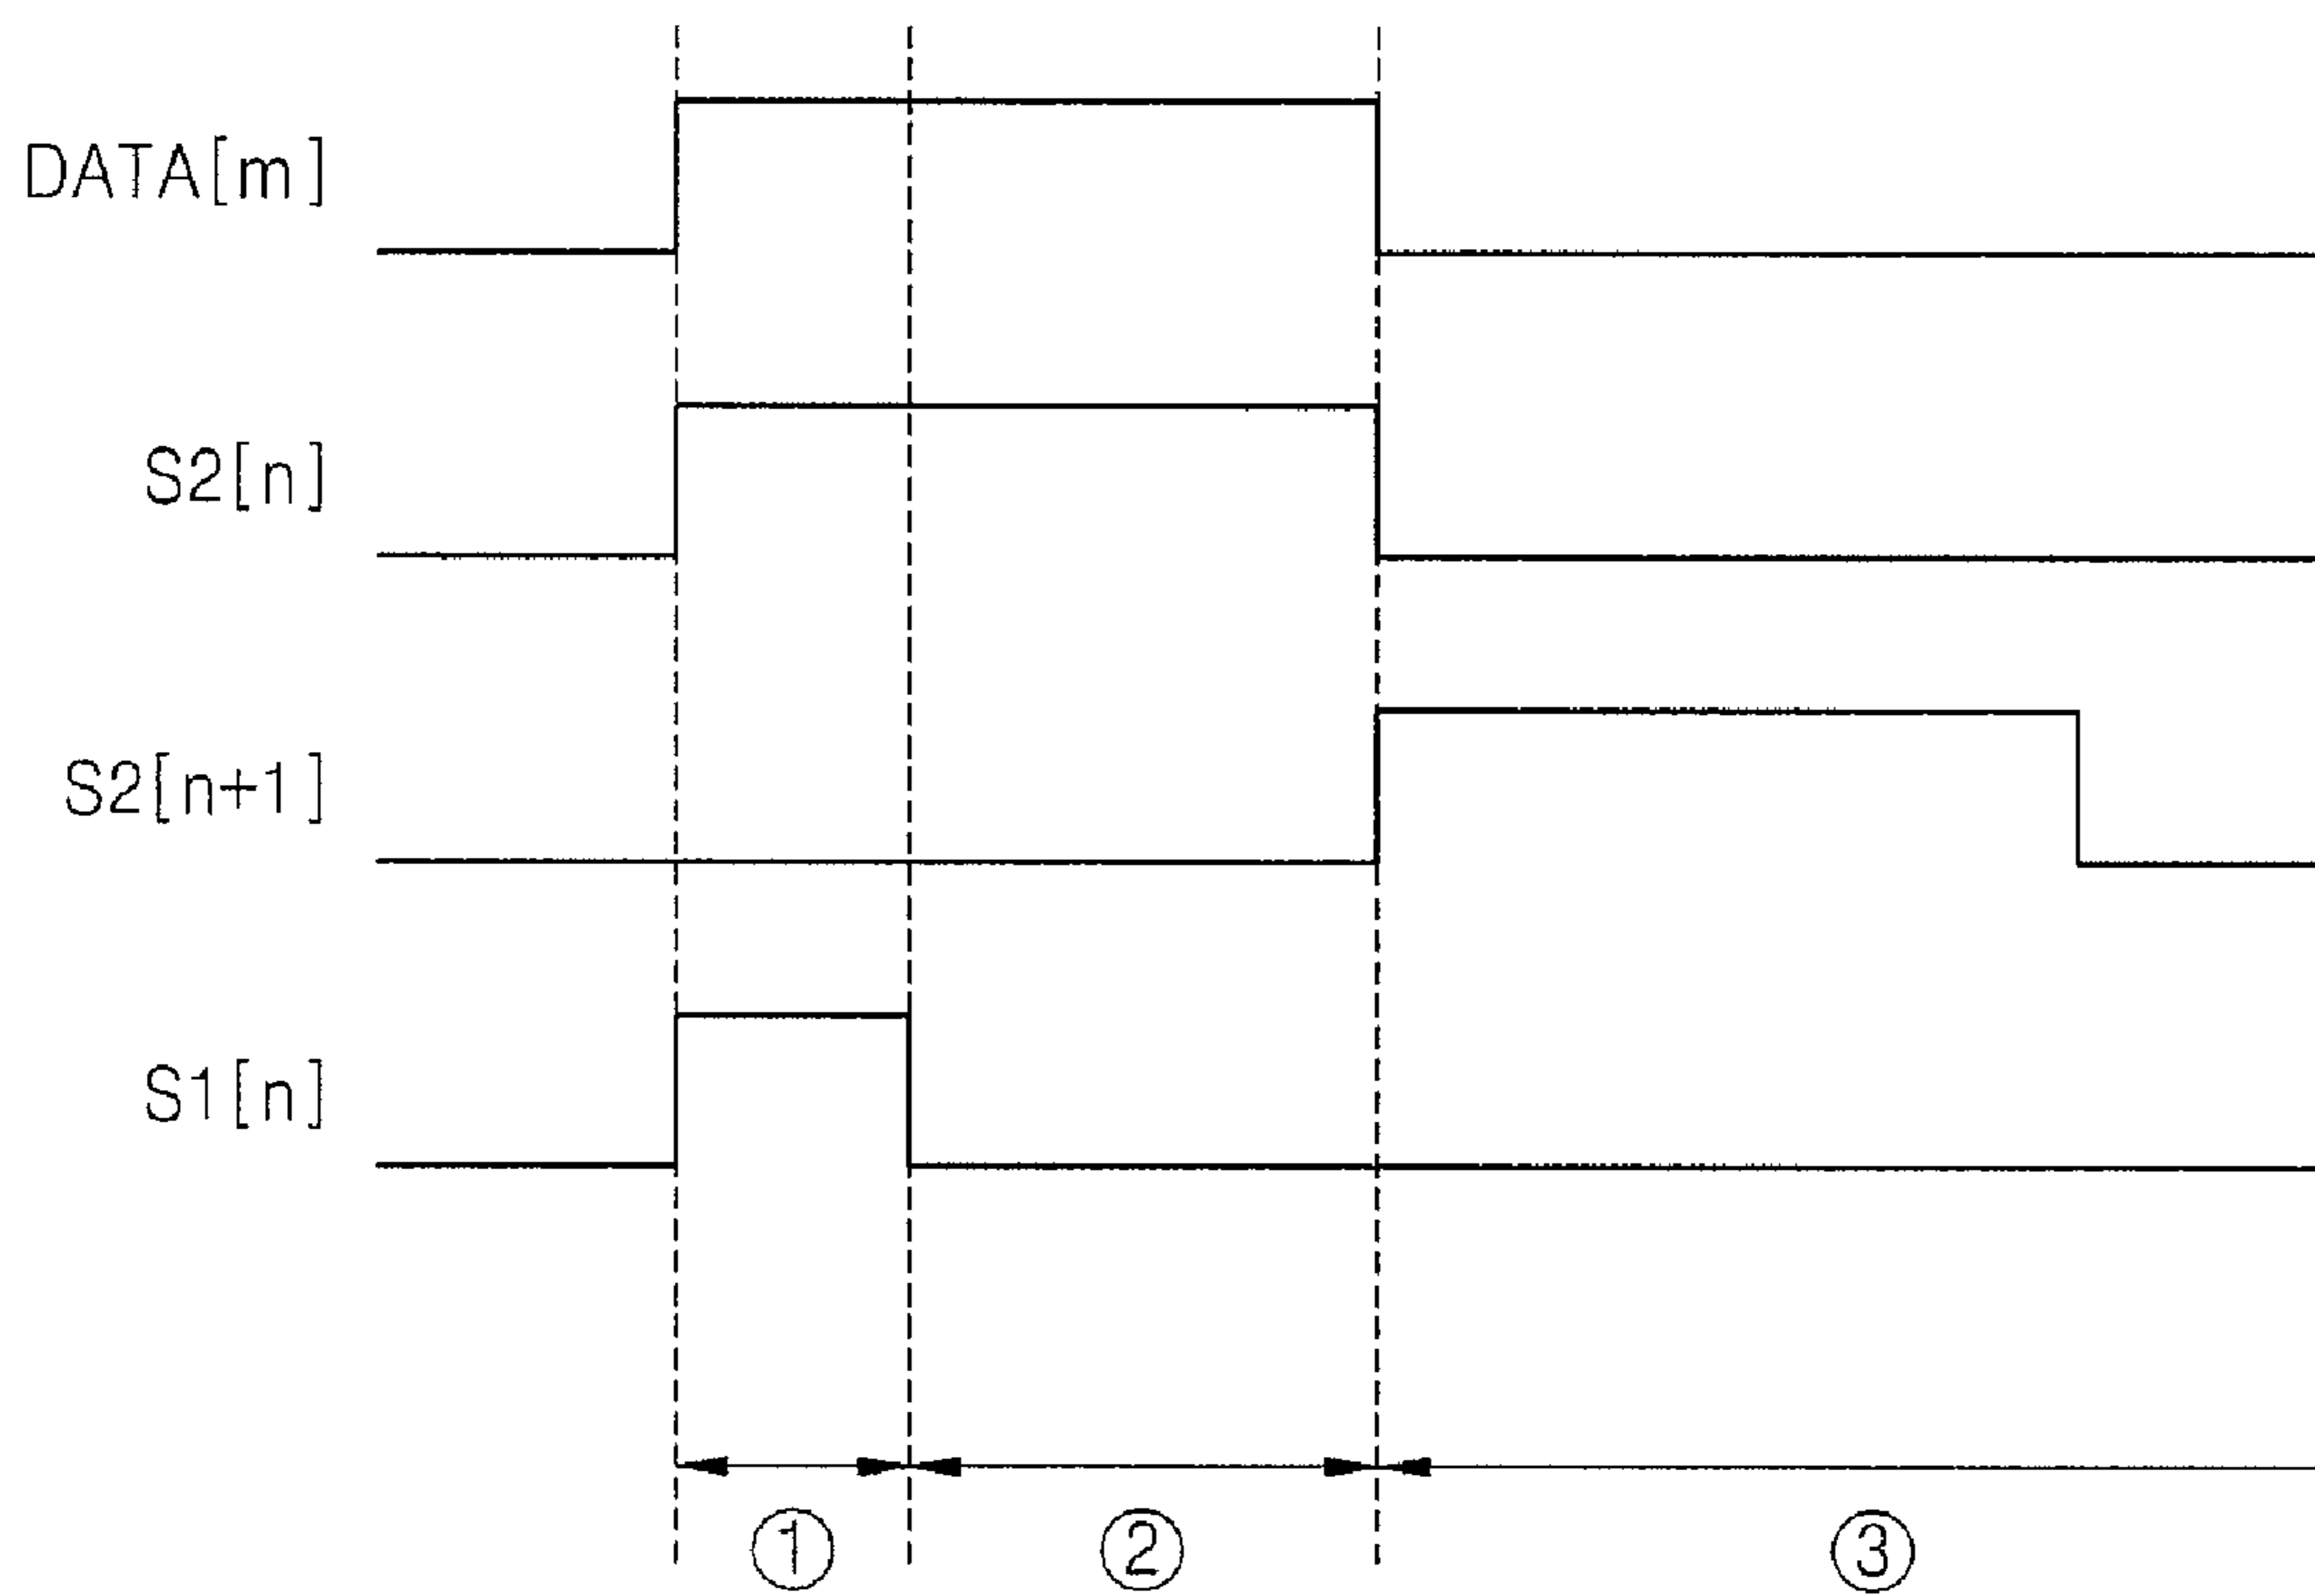 DATA[m]
S2[n]
S2[n+1]
S1[n]
① ② ③